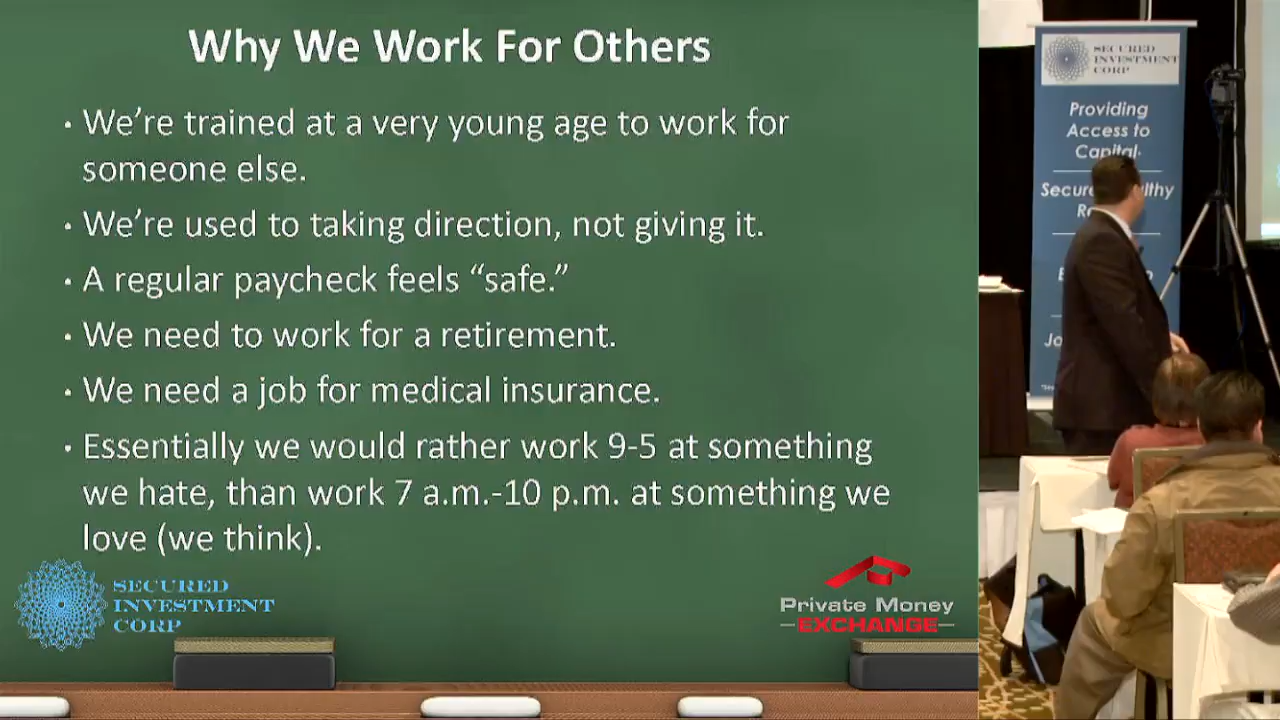 Why We Work For Others
• We're trained at a very young age to work for
someone else.
• We're used to taking direction, not giving it.
• A regular paycheck feels “safe.”
• We need to work for a retirement.
• We need a job for medical insurance.
• Essentially we would rather work 9-5 at something
we hate, than work 7 a.m.-10 p.m. at something we
love (we think).
SECURED
INVESTMENT
CORP
Private Money
EXCHANGE
SECURED
INVESTMENT
CORP
Providing
Access to
Capital